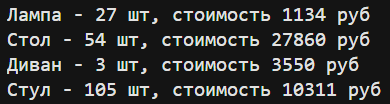 Лампа - 27 шт, стоимость 1134 руб
Стол - 54 шт, стоимость 27860 руб
Диван - 3 шт, стоимость 3550 руб
Стул - 105 шт, стоимость 10311 руб